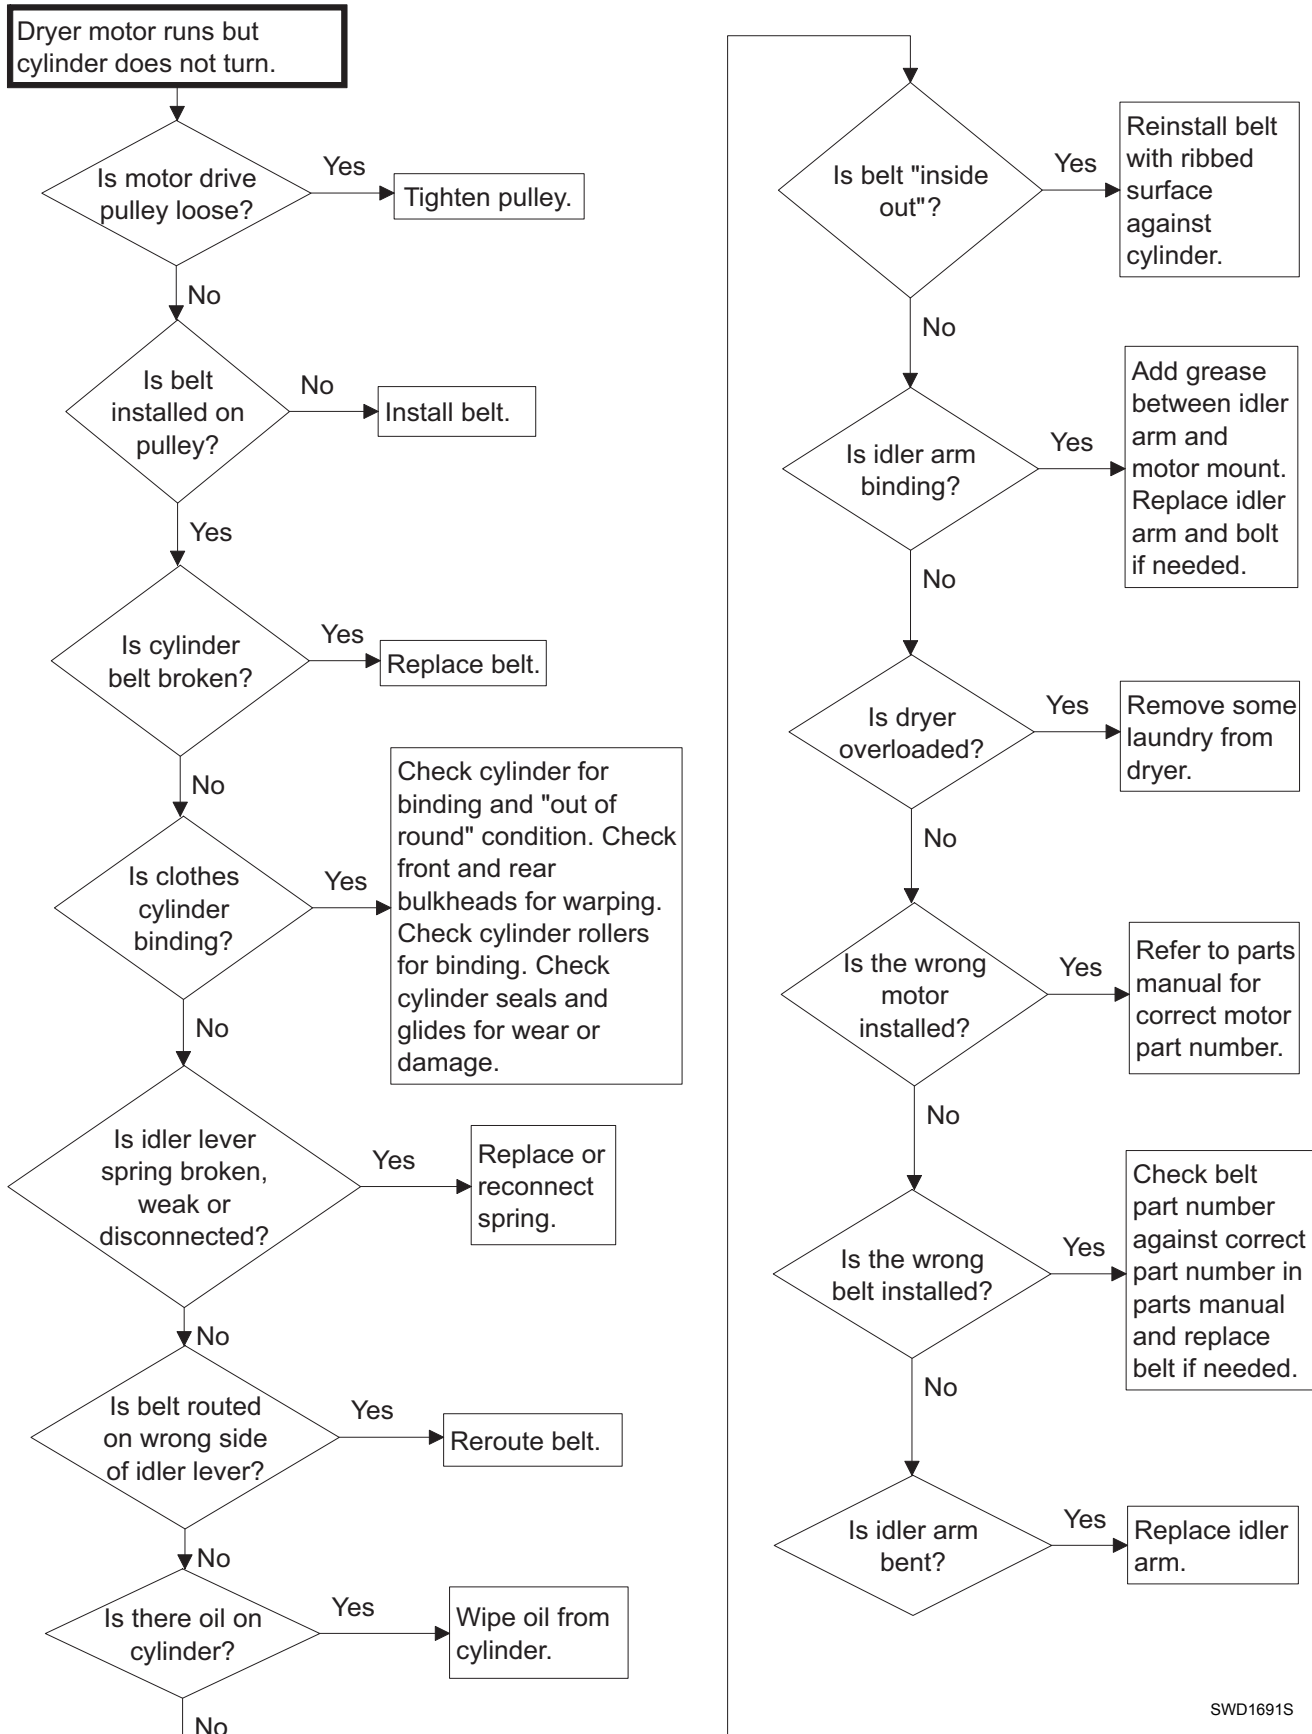 Dryer motor runs but
cylinder does not turn.
Is motor drive
pulley loose?
Yes
Tighten pulley.
No
Is belt
installed on
pulley?
No
Install belt.
Yes
Is cylinder
belt broken?
Yes
Replace belt.
No
Is clothes
cylinder
binding?
Yes
Check cylinder for
binding and "out of
round" condition. Check
front and rear
bulkheads for warping.
Check cylinder rollers
for binding. Check
cylinder seals and
glides for wear or
damage.
No
Is idler lever
spring broken,
weak or
disconnected?
Yes
Replace or
reconnect
spring.
No
Is belt routed
on wrong side
of idler lever?
Yes
Reroute belt.
No
Is there oil on
cylinder?
Yes
Wipe oil from
cylinder.
No
Is belt "inside
out"?
Yes
Reinstall belt
with ribbed
surface
against
cylinder.
No
Is idler arm
binding?
Yes
Add grease
between idler
arm and
motor mount.
Replace idler
arm and bolt
if needed.
No
Is dryer
overloaded?
Yes
Remove some
laundry from
dryer.
No
Is the wrong
motor
installed?
Yes
Refer to parts
manual for
correct motor
part number.
No
Is the wrong
belt installed?
Yes
Check belt
part number
against correct
part number in
parts manual
and replace
belt if needed.
No
Is idler arm
bent?
Yes
Replace idler
arm.
SWD1691S